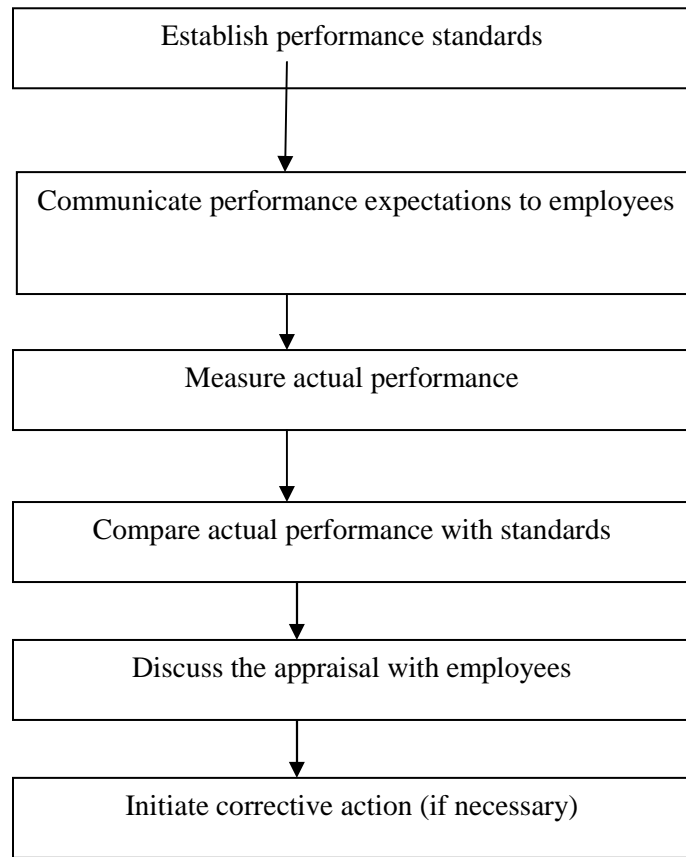 Establish performance standards
Communicate performance expectations to employees
Measure actual performance
Compare actual performance with standards
Discuss the appraisal with employees
Initiate corrective action (if necessary)